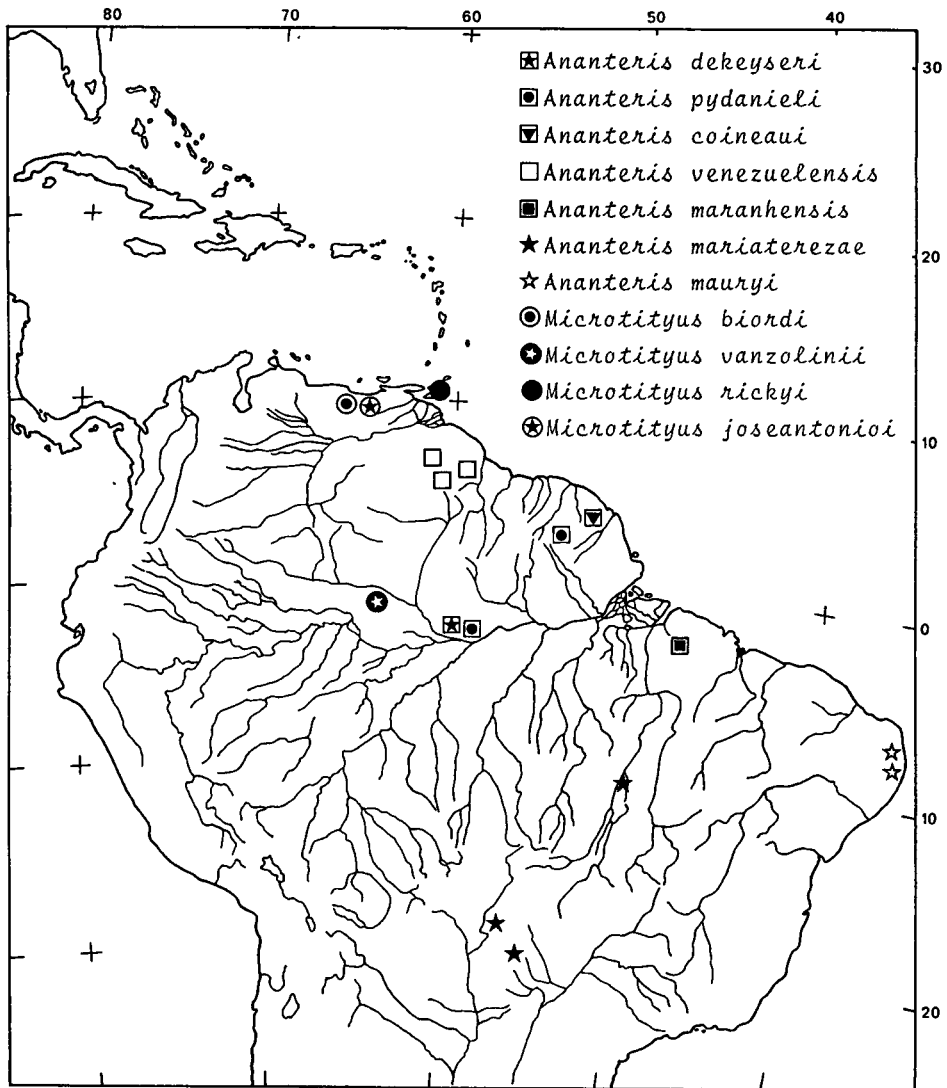 80 70 60 50 40
30
Ananteris dekeyseri
Ananteris pydanieli
Ananteris coineaui
Ananteris venezuelensis
Ananteris maranhensis
Ananteris mariaterezae
Ananteris mauryi
Microtityus biordi
Microtityus vanzolinii
Microtityus rickyi
Microtityus joseantonioi
20
10
0
10
20